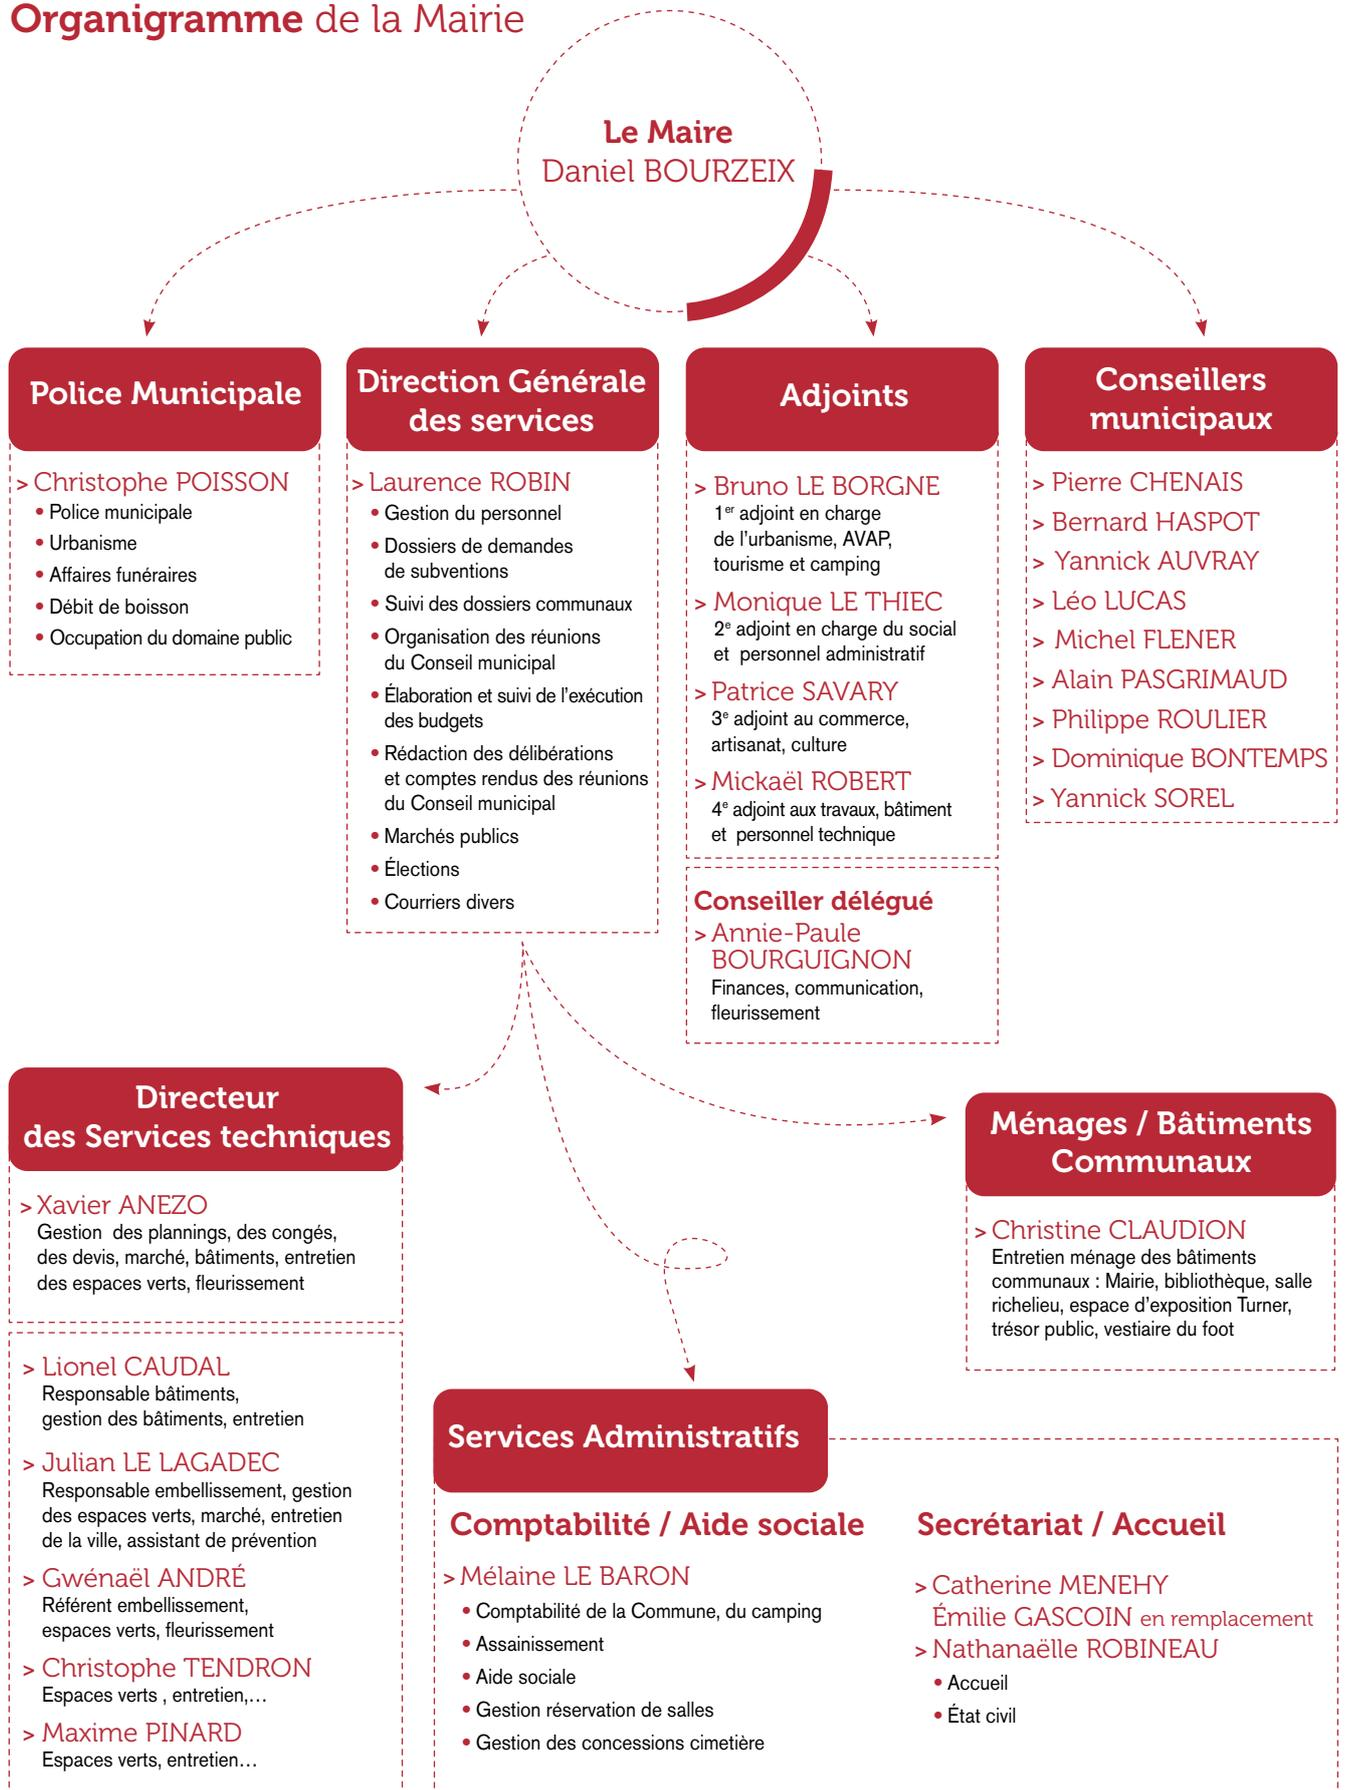 Organigramme de la Mairie
Le Maire
Daniel BOURZEIX
Police Municipale
> Christophe POISSON
• Police municipale
• Urbanisme
• Affaires funéraires
• Débit de boisson
• Occupation du domaine public
Direction Générale
des services
> Laurence ROBIN
• Gestion du personnel
• Dossiers de demandes
de subventions
• Suivi des dossiers communaux
• Organisation des réunions
du Conseil municipal
• Élaboration et suivi de l'exécution
des budgets
• Rédaction des délibérations
et comptes rendus des réunions
du Conseil municipal
• Marchés publics
• Élections
• Courriers divers
Adjoints
> Bruno LE BORGNE
1er adjoint en charge
de l'urbanisme, AVAP,
tourisme et camping
> Monique LE THIEC
2e adjoint en charge du social
et personnel administratif
> Patrice SAVARY
3e adjoint au commerce,
artisanat, culture
> Mickaël ROBERT
4e adjoint aux travaux, bâtiment
et personnel technique
Conseiller délégué
> Annie-Paule
BOURGUIGNON
Finances, communication,
fleurissement
Conseillers
municipaux
> Pierre CHENAIS
> Bernard HASPOT
> Yannick AUVRAY
> Léo LUCAS
> Michel FLENER
> Alain PASGRIMAUD
> Philippe ROULIER
> Dominique BONTEMPS
> Yannick SOREL
Directeur
des Services techniques
> Xavier ANEZO
Gestion des plannings, des congés,
des devis, marché, bâtiments, entretien
des espaces verts, fleurissement
> Lionel CAUDAL
Responsable bâtiments,
gestion des bâtiments, entretien
> Julian LE LAGADEC
Responsable embellissement, gestion
des espaces verts, marché, entretien
de la ville, assistant de prévention
> Gwénaël ANDRÉ
Référent embellissement,
espaces verts, fleurissement
> Christophe TENDRON
Espaces verts , entretien,…
> Maxime PINARD
Espaces verts, entretien…
Ménages / Bâtiments
Communaux
> Christine CLAUDION
Entretien ménage des bâtiments
communaux : Mairie, bibliothèque, salle
richelieu, espace d'exposition Turner,
trésor public, vestiaire du foot
Services Administratifs
Comptabilité / Aide sociale
> Mélaine LE BARON
• Comptabilité de la Commune, du camping
• Assainissement
• Aide sociale
• Gestion réservation de salles
• Gestion des concessions cimetière
Secrétariat / Accueil
> Catherine MENEHY
Émilie GASCOIN en remplacement
> Nathanaëlle ROBINEAU
• Accueil
• État civil